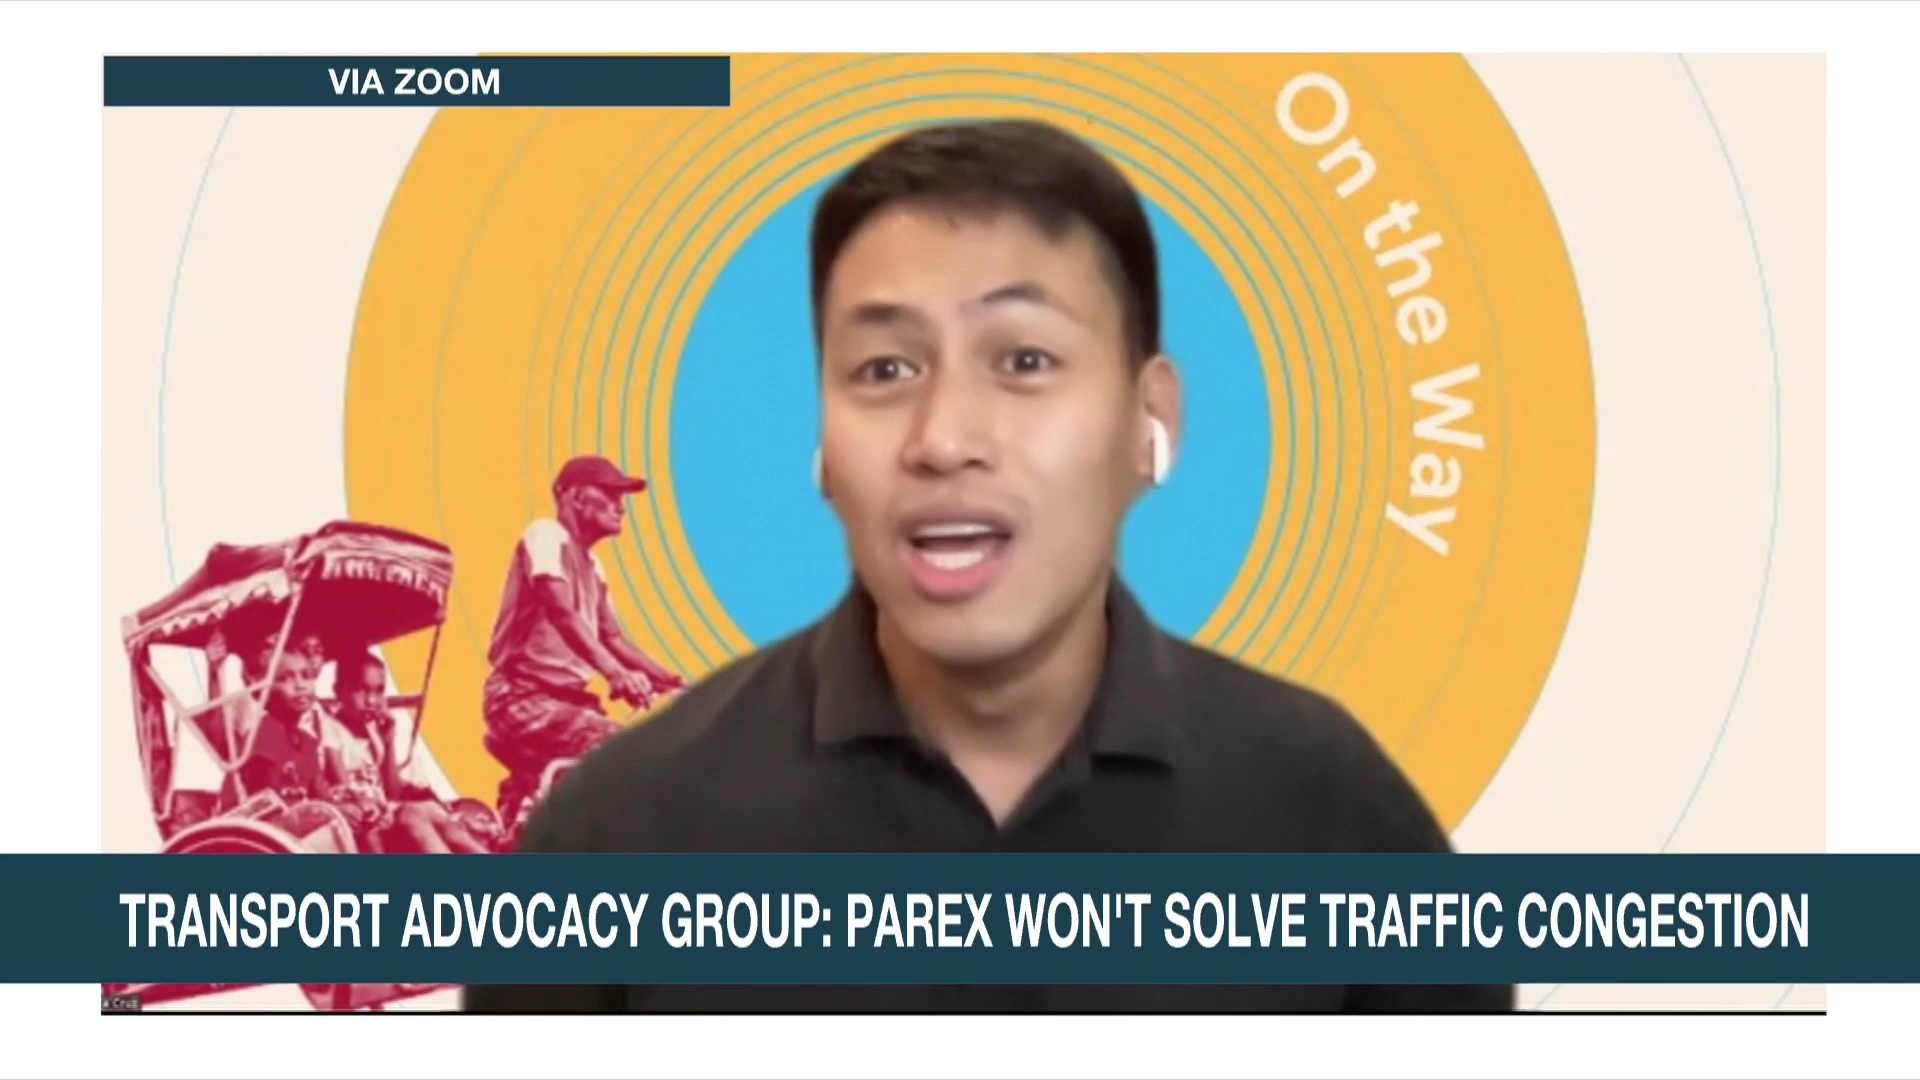 VIA ZOOM
On the Way
TRANSPORT ADVOCACY GROUP: PAREX WON'T SOLVE TRAFFIC CONGESTION